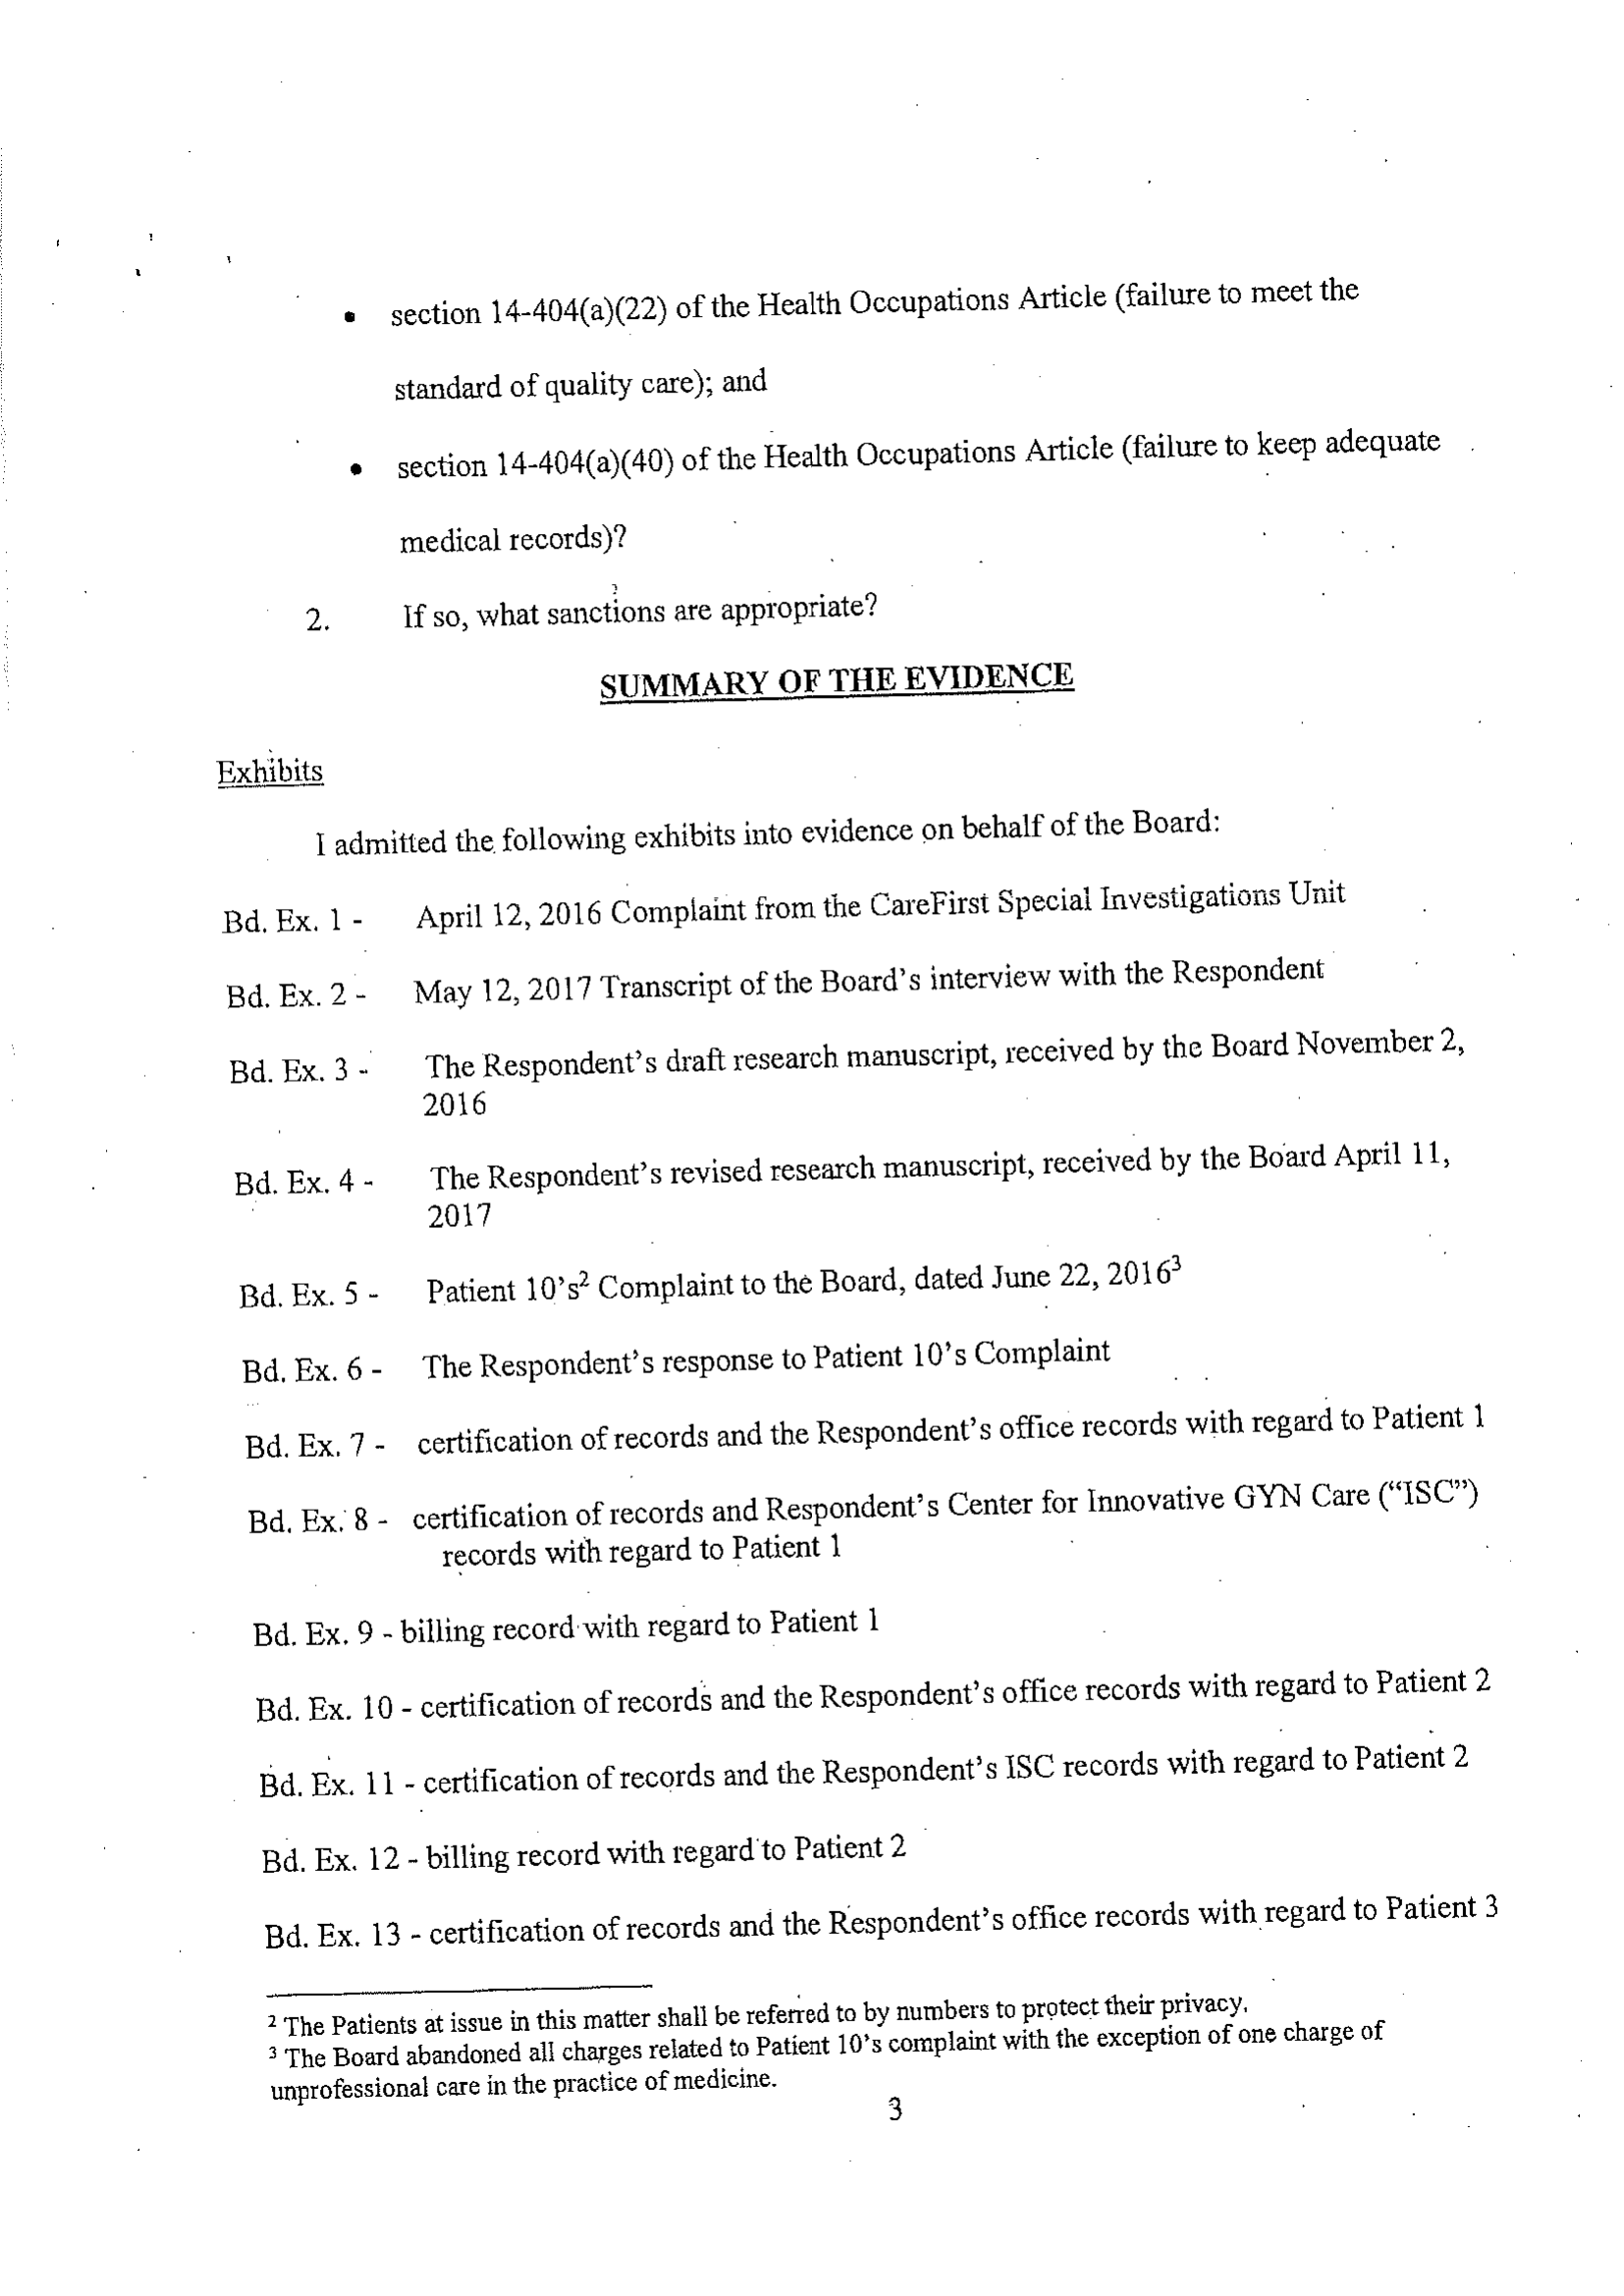 • section 14-404(a)(22) of the Health Occupations Article (failure to meet the
standard of quality care); and
• section 14-404(a)(40) of the Health Occupations Article (failure to keep adequate
medical records)?
2. If so, what sanctions are appropriate?
SUMMARY OF THE EVIDENCE
Exhibits
I admitted the following exhibits into evidence on behalf of the Board:
Bd. Ex. 1 - April 12, 2016 Complaint from the CareFirst Special Investigations Unit
Bd. Ex. 2 - May 12, 2017 Transcript of the Board's interview with the Respondent
Bd. Ex. 3 - The Respondent's draft research manuscript, received by the Board November 2,
2016
Bd. Ex. 4 - The Respondent's revised research manuscript, received by the Board April 11,
2017
Bd. Ex. 5 - Patient 10's² Complaint to the Board, dated June 22, 2016³
Bd. Ex. 6 - The Respondent's response to Patient 10's Complaint
Bd. Ex. 7 - certification of records and the Respondent's office records with regard to Patient 1
Bd. Ex. 8 - certification of records and Respondent's Center for Innovative GYN Care ("ISC")
records with regard to Patient 1
Bd. Ex. 9 - billing record with regard to Patient 1
Bd. Ex. 10 - certification of records and the Respondent's office records with regard to Patient 2
Bd. Ex. 11 - certification of records and the Respondent's ISC records with regard to Patient 2
Bd. Ex. 12 - billing record with regard to Patient 2
Bd. Ex. 13 - certification of records and the Respondent's office records with regard to Patient 3
² The Patients at issue in this matter shall be referred to by numbers to protect their privacy.
³ The Board abandoned all charges related to Patient 10's complaint with the exception of one charge of
unprofessional care in the practice of medicine.
3